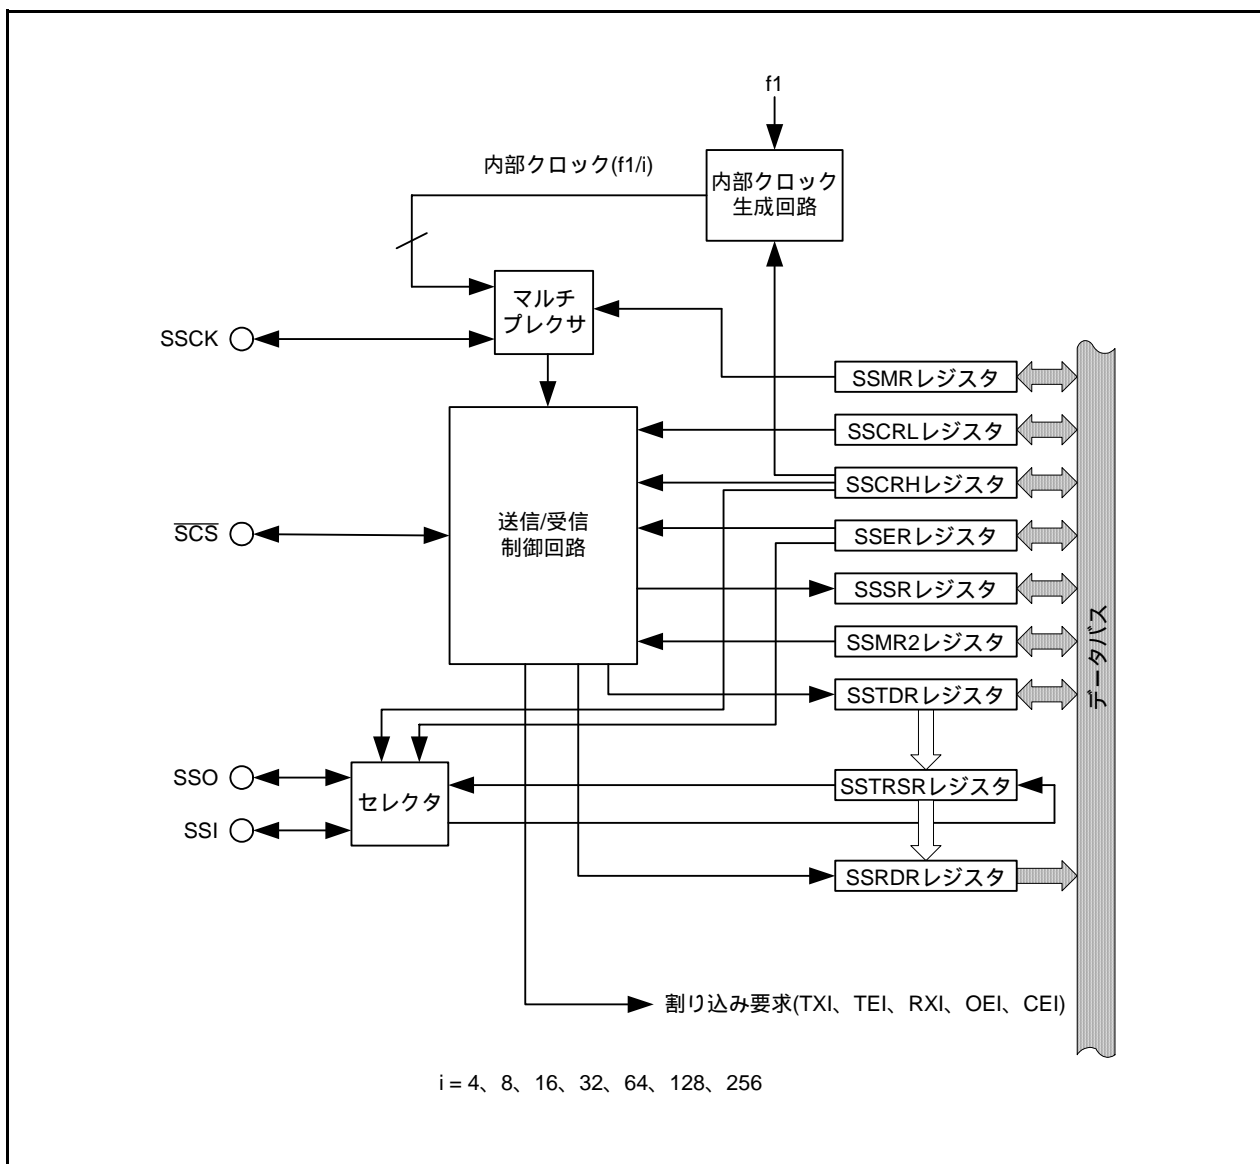 f1
内部クロック(f1/i)
内部クロック
生成回路
マルチ
プレクサ
SSCK
SSMRレジスタ
SSCRLレジスタ
SSCRHレジスタ
送信/受信
制御回路
SCS
SSERレジスタ
SSSRレジスタ
SSMR2レジスタ
データバス
SSTDRレジスタ
SSO
SSTRSRレジスタ
セレクタ
SSI
SSRDRレジスタ
割り込み要求(TXI、TEI、RXI、OEI、CEI)
i = 4、8、16、32、64、128、256